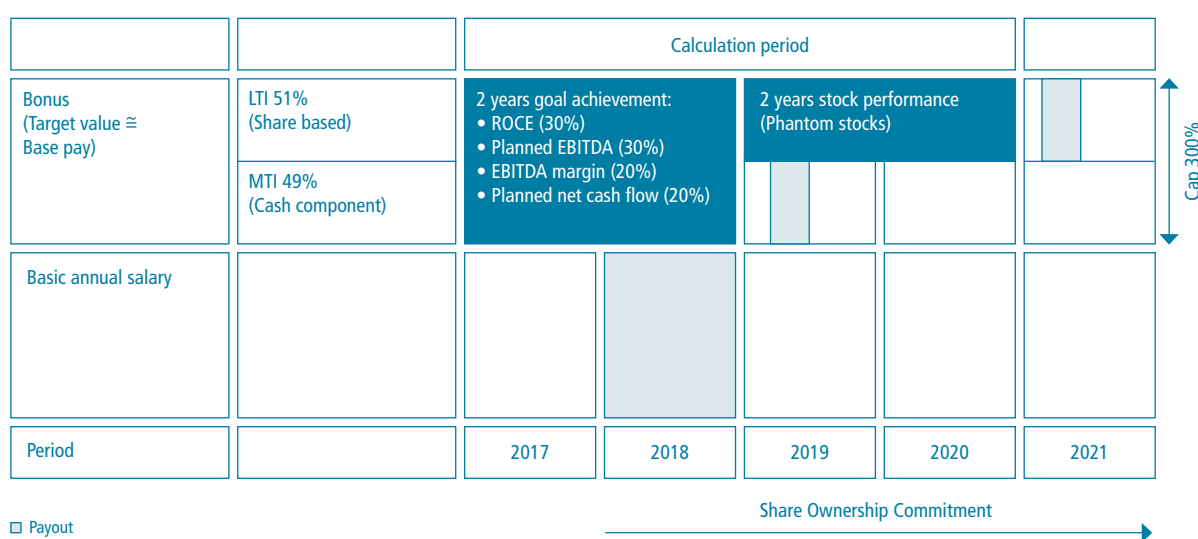 Calculation period
Bonus
(Target value ≅
Base pay)
LTI 51%
(Share based)
MTI 49%
(Cash component)
2 years goal achievement:
• ROCE (30%)
• Planned EBITDA (30%)
• EBITDA margin (20%)
• Planned net cash flow (20%)
2 years stock performance
(Phantom stocks)
Cap 300%
Basic annual salary
Period
2017
2018
2019
2020
2021
Payout
Share Ownership Commitment